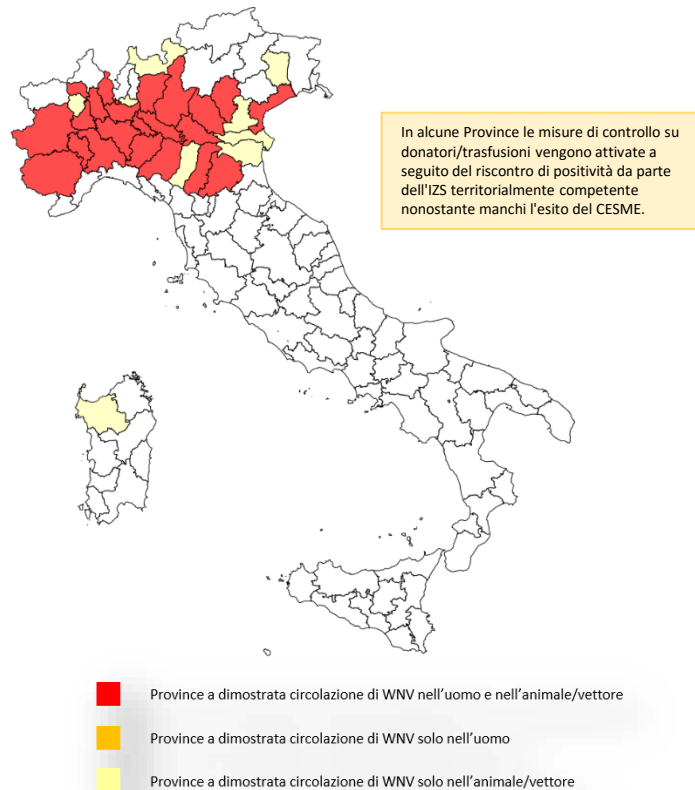 In alcune Province le misure di controllo su
donatori/trasfusioni vengono attivate a
seguito del riscontro di positività da parte
dell'IZS territorialmente competente
nonostante manchi l'esito del CESME.
Province a dimostrata circolazione di WNV nell’uomo e nell’animale/vettore
Province a dimostrata circolazione di WNV solo nell’uomo
Province a dimostrata circolazione di WNV solo nell’animale/vettore